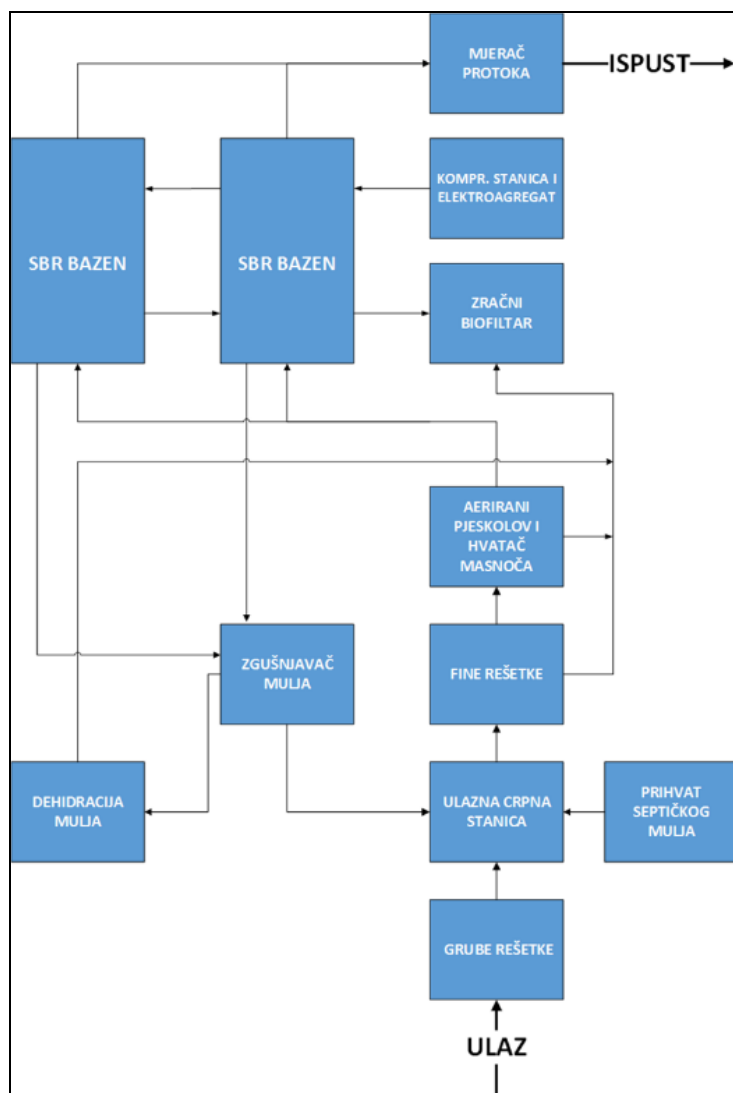 MJERAČ
PROTOKA
ISPUST
SBR BAZEN
SBR BAZEN
KOMPR. STANICA I
ELEKTROAGREGAT
ZRAČNI
BIOFILTAR
AERIRANI
PJESKOLOV I
HVATAČ
MASNOČA
ZGUŠNJAVAČ
MULJA
FINE REŠETKE
DEHIDRACIJA
MULJA
ULAZNA CRPNA
STANICA
PRIHVAT
SEPTIČKOG
MULJA
GRUBE REŠETKE
ULAZ